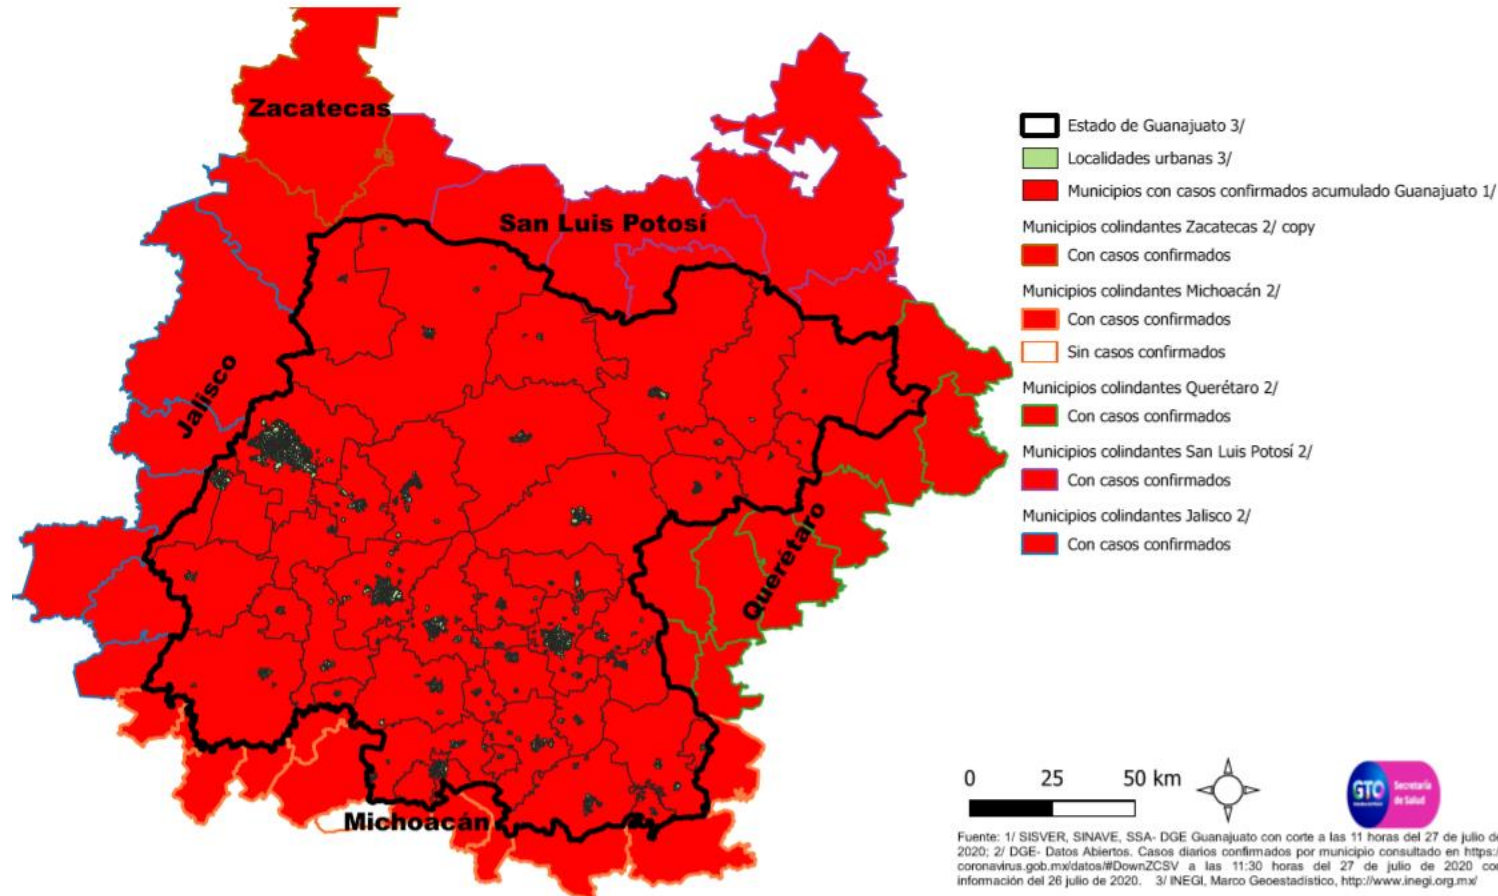 Zacatecas
San Luis Potosí
Jalisco
Querétaro
Michoacán
Estado de Guanajuato 3/
Localidades urbanas 3/
Municipios con casos confirmados acumulado Guanajuato 1/
Municipios colindantes Zacatecas 2/ copy
Con casos confirmados
Municipios colindantes Michoacán 2/
Con casos confirmados
Sin casos confirmados
Municipios colindantes Querétaro 2/
Con casos confirmados
Municipios colindantes San Luis Potosí 2/
Con casos confirmados
Municipios colindantes Jalisco 2/
Con casos confirmados
0 25 50 km
GTO
Secretaría
de Salud
Fuente: 1/ SISVER, SINAVE, SSA- DGE Guanajuato con corte a las 11 horas del 27 de julio de
2020; 2/ DGE- Datos Abiertos. Casos diarios confirmados por municipio consultado en https:/
coronavirus.gob.mx/datos/#DownZCSV a las 11:30 horas del 27 de julio de 2020 con
información del 26 julio de 2020. 3/ INEGI, Marco Geoestadístico, http://www.inegi.org.mx/